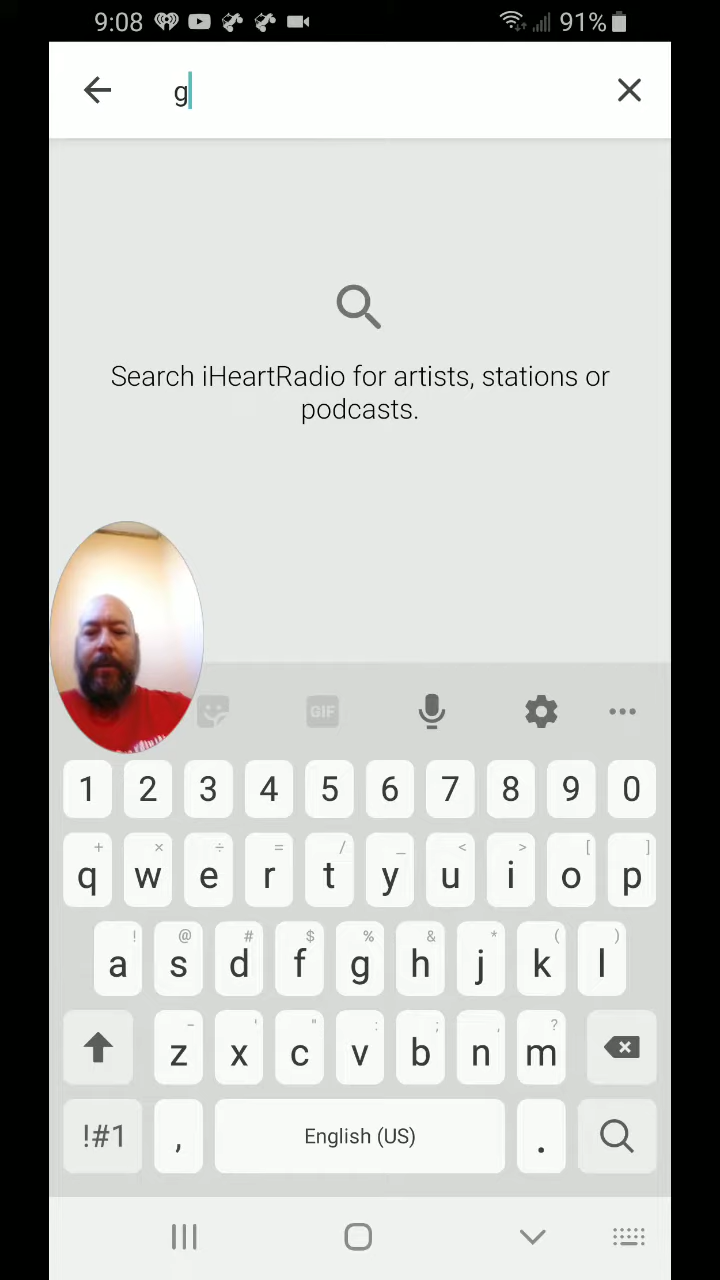 9:08 91%
g
Search iHeartRadio for artists, stations or
podcasts.
GIF
1 2 3 4 5 6 7 8 9 0
+ × ÷ = / _ < > [ ]
q w e r t y u i o p
! @ # $ % & * ( )
a s d f g h j k l
- ' " : ; , ?
z x c v b n m
!#1 , English (US) .